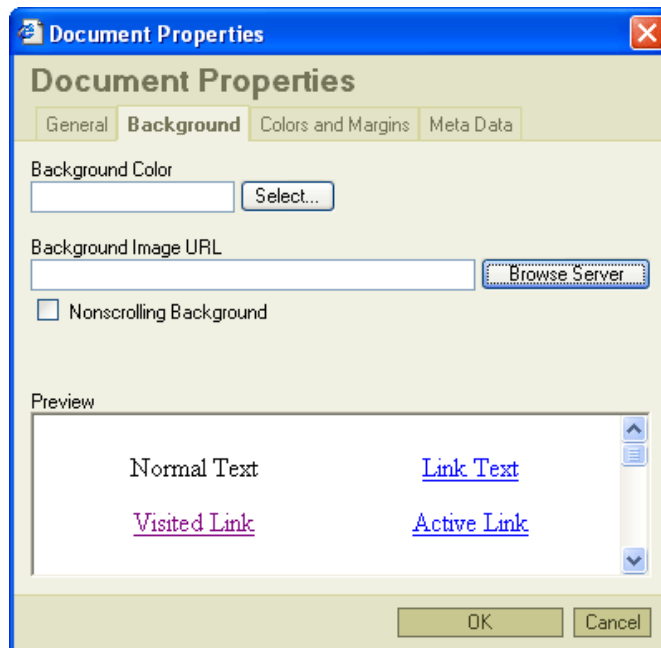 Document Properties
Document Properties
General Background Colors and Margins Meta Data
Background Color
Select...
Background Image URL
Browse Server
Nonscrolling Background
Preview
Normal Text Link Text
Visited Link Active Link
OK Cancel